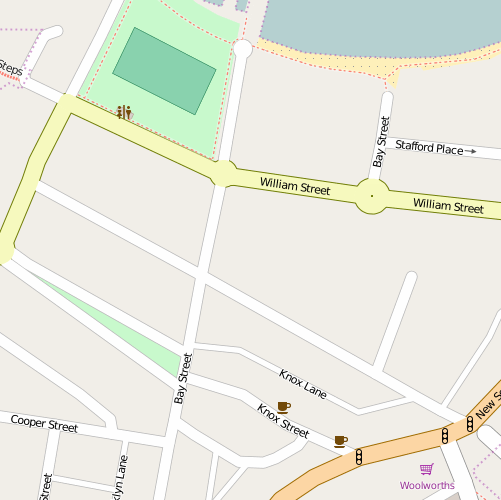 Steps
Bay Street
Stafford Place→
William Street
William Street
Knox Lane
Bay Street
Knox Street
Cooper Street
New S
klyn Lane
Street
Woolworths